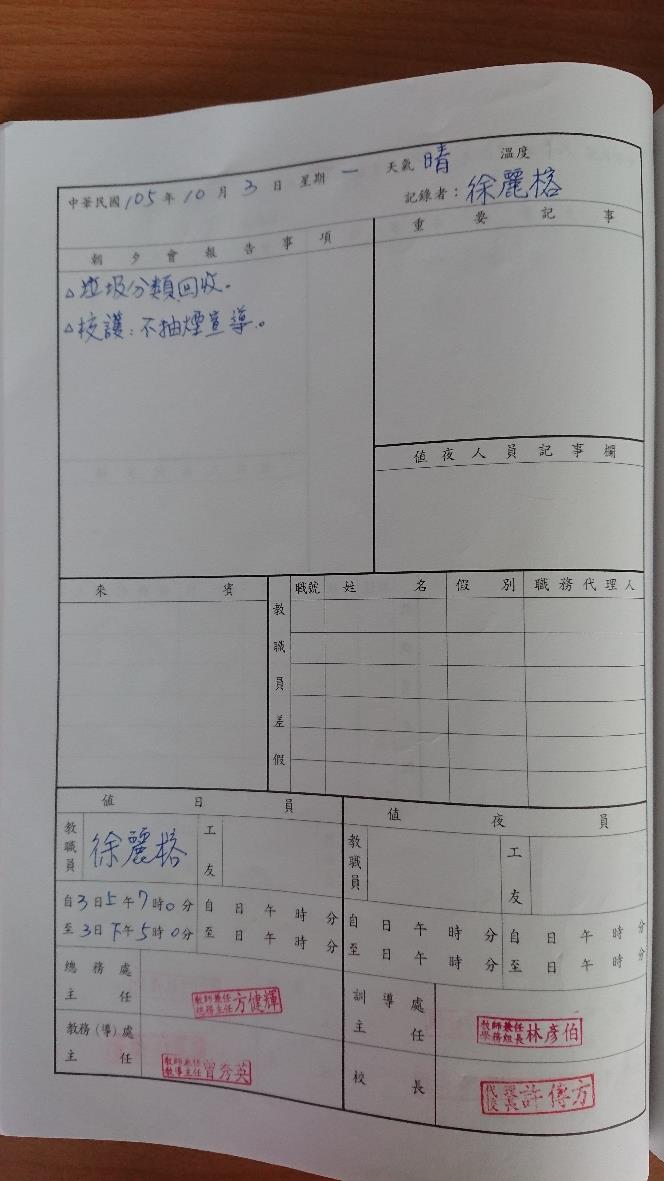 中華民國105年10月3日 星期一 天氣晴 溫度
記錄者：徐麗榕
朝夕會報告事項
△垃圾分類回收。
△校護：不抽煙宣導。
重要記事
值夜人員記事欄
來賓
教職員差假
職號 姓名 假別 職務代理人
值日員
教職員 徐麗榕 工友
自3日上午7時0分 自 日 午 時 分
至3日下午5時0分 至 日 午 時 分
值夜員
教職員 工友
自 日 午 時 分 自 日 午 時 分
至 日 午 時 分 至 日 午 時 分
總務處主任 教師兼任總務主任 方健輝
訓導處主任 教師兼任學務組長 林彥伯
教務（導）處主任 教師兼任教導主任 曾秀英
校長 代理校長 許傳方